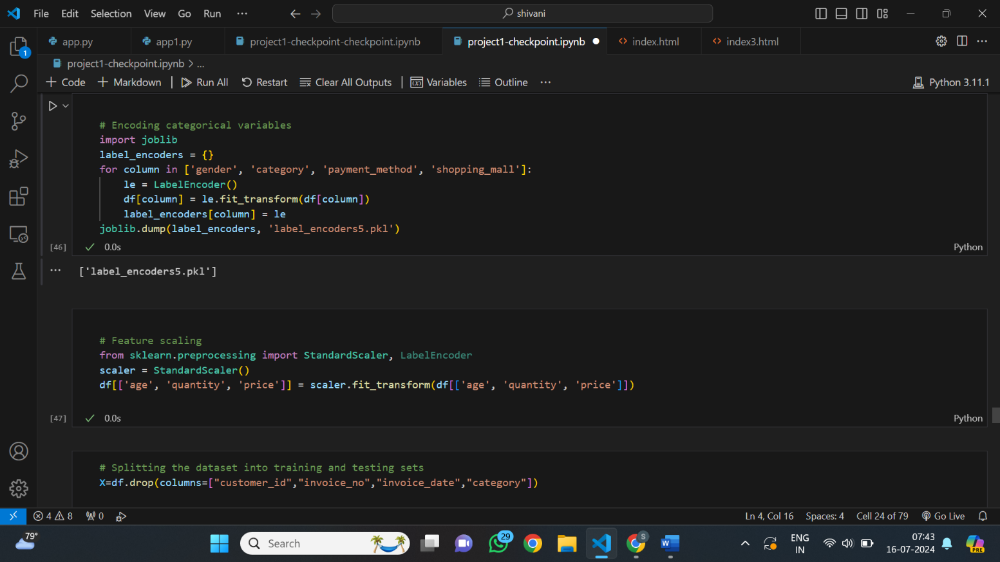 File Edit Selection View Go Run ··· shivani
1 app.py app1.py project1-checkpoint-checkpoint.ipynb project1-checkpoint.ipynb index.html index3.html ···
project1-checkpoint.ipynb > ...
+ Code + Markdown | Run All Restart Clear All Outputs | Variables Outline ··· Python 3.11.1
# Encoding categorical variables
import joblib
label_encoders = {}
for column in ['gender', 'category', 'payment_method', 'shopping_mall']:
le = LabelEncoder()
df[column] = le.fit_transform(df[column])
label_encoders[column] = le
joblib.dump(label_encoders, 'label_encoders5.pkl')
[46] 0.0s Python
··· ['label_encoders5.pkl']
# Feature scaling
from sklearn.preprocessing import StandardScaler, LabelEncoder
scaler = StandardScaler()
df[['age', 'quantity', 'price']] = scaler.fit_transform(df[['age', 'quantity', 'price']])
[47] 0.0s Python
# Splitting the dataset into training and testing sets
X=df.drop(columns=["customer_id","invoice_no","invoice_date","category"])
4 8 0 Ln 4, Col 16 Spaces: 4 Cell 24 of 79 Go Live
79° Search 29 S W ENG IN 07:43 16-07-2024 PRE